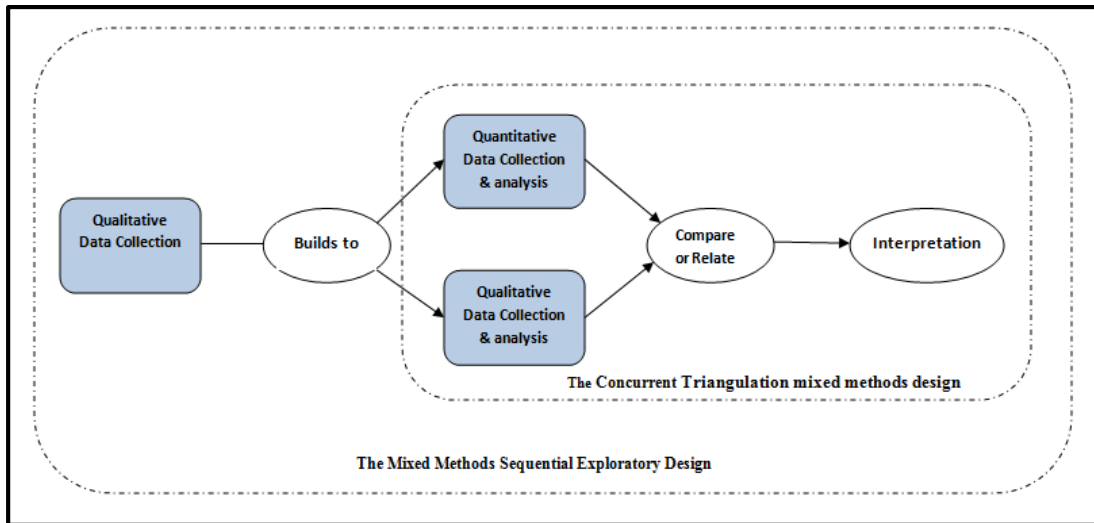 Quantitative
Data Collection
& analysis
Qualitative
Data Collection
Builds to
Compare
or Relate
Interpretation
Qualitative
Data Collection
& analysis
The Concurrent Triangulation mixed methods design
The Mixed Methods Sequential Exploratory Design